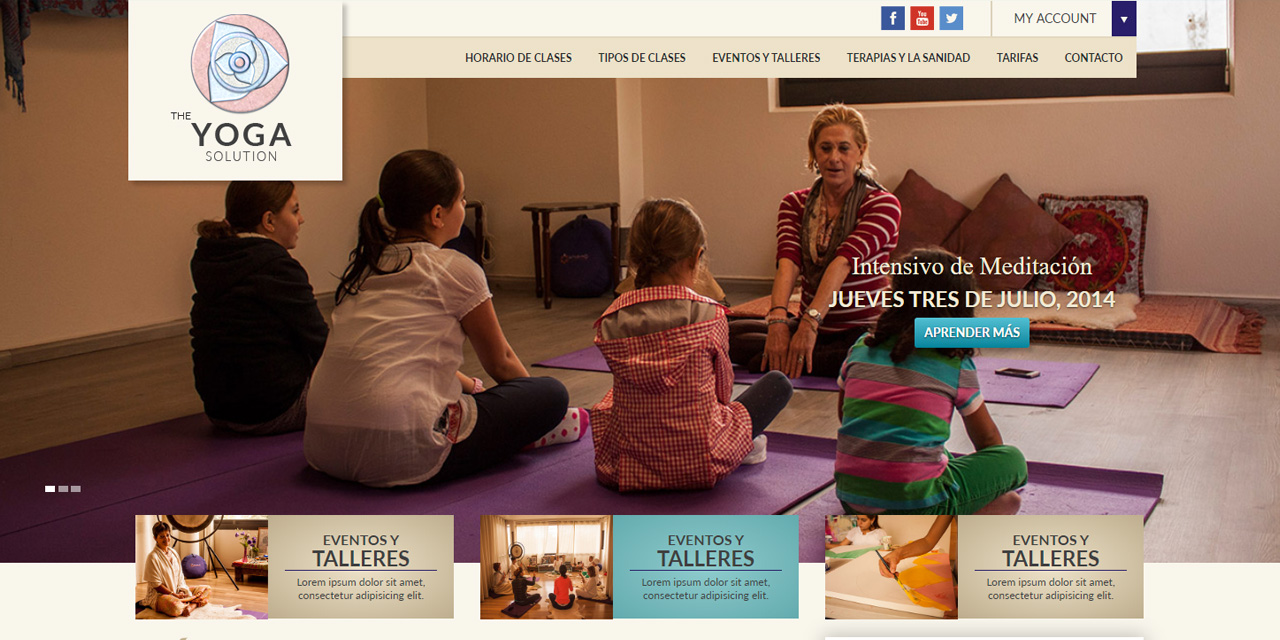 MY ACCOUNT
HORARIO DE CLASES TIPOS DE CLASES EVENTOS Y TALLERES TERAPIAS Y LA SANIDAD TARIFAS CONTACTO
THE
YOGA
SOLUTION
Intensivo de Meditación
JUEVES TRES DE JULIO, 2014
APRENDER MÁS
EVENTOS Y
TALLERES
Lorem ipsum dolor sit amet,
consectetur adipisicing elit.
EVENTOS Y
TALLERES
Lorem ipsum dolor sit amet,
consectetur adipisicing elit.
EVENTOS Y
TALLERES
Lorem ipsum dolor sit amet,
consectetur adipisicing elit.